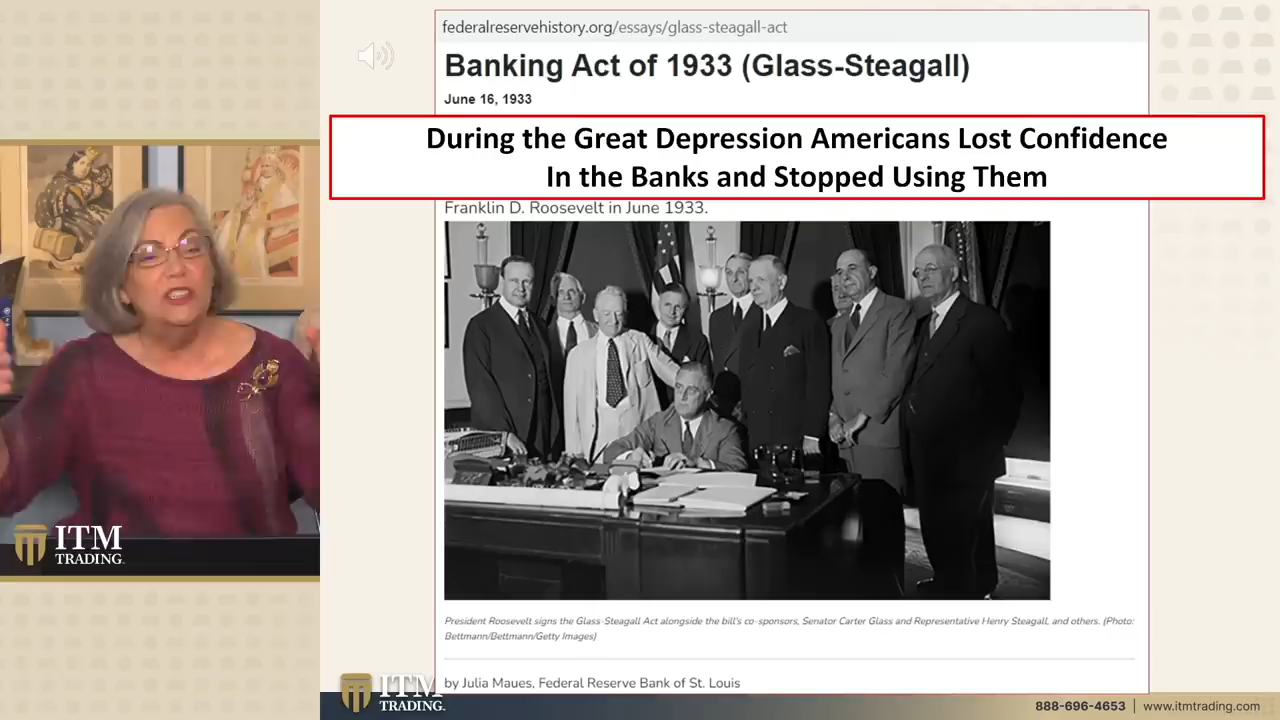 federalreservehistory.org/essays/glass-steagall-act
Banking Act of 1933 (Glass-Steagall)
June 16, 1933
During the Great Depression Americans Lost Confidence
In the Banks and Stopped Using Them
Franklin D. Roosevelt in June 1933.
ITM
TRADING.
President Roosevelt signs the Glass-Steagall Act alongside the bill's co-sponsors, Senator Carter Glass and Representative Henry Steagall, and others. (Photo:
Bettmann/Bettmann/Getty Images)
by Julia Maues, Federal Reserve Bank of St. Louis
ITM
TRADING.
888-696-4653 | www.itmtrading.com